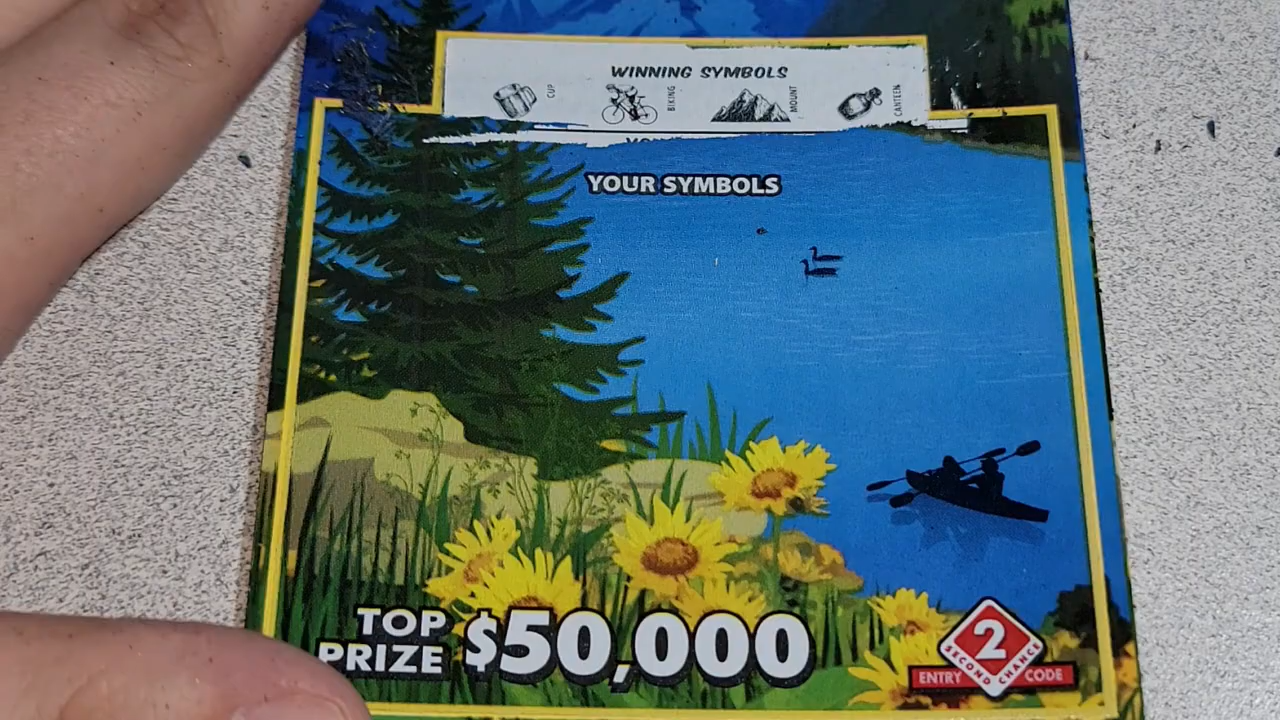 WINNING SYMBOLS
CUP
BIKING
MOUNT
CANTEEN
YOUR SYMBOLS
TOP
PRIZE $50,000
2
SECOND CHANCE
ENTRY CODE